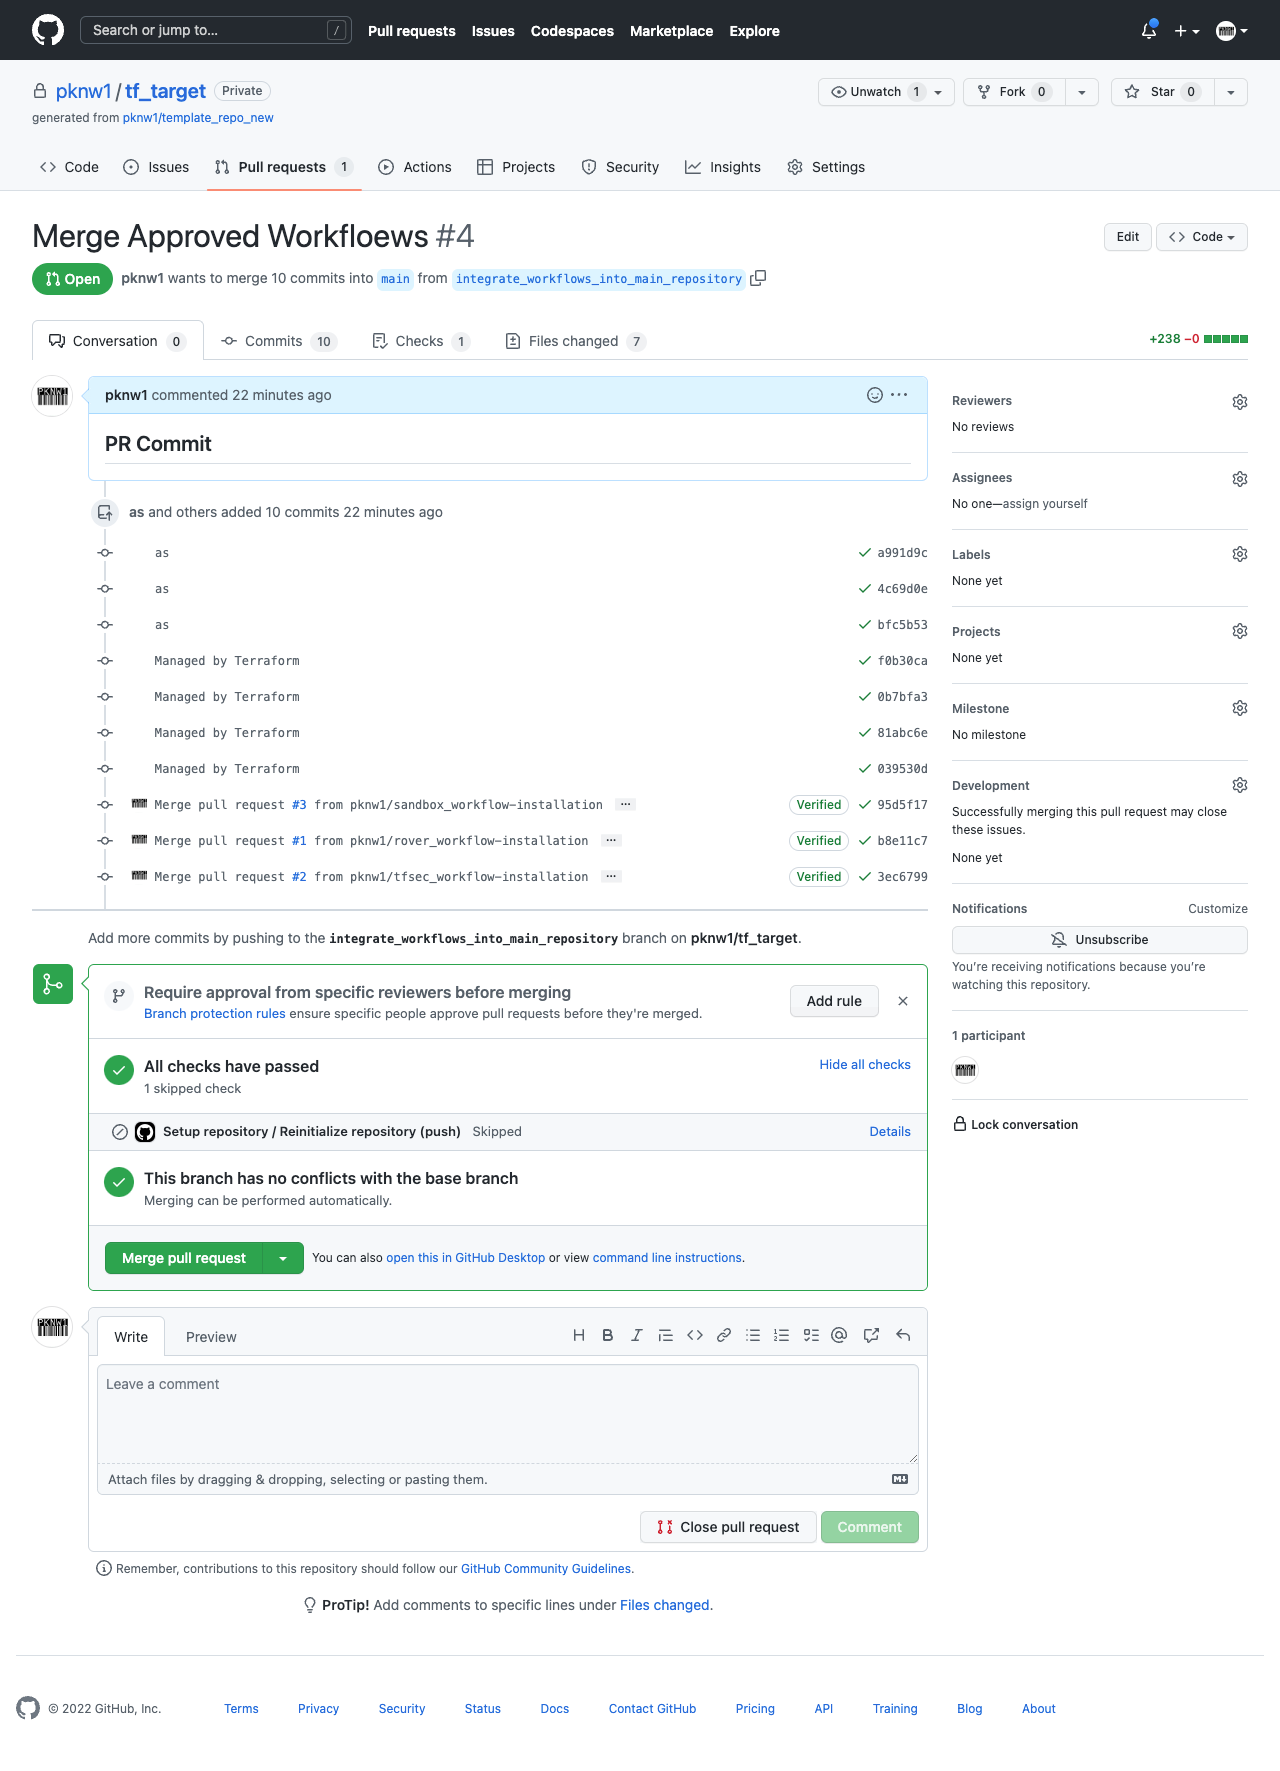 Search or jump to... /
Pull requests Issues Codespaces Marketplace Explore
pknw1 / tf_target Private
Unwatch 1 Fork 0 Star 0
generated from pknw1/template_repo_new
Code Issues Pull requests 1 Actions Projects Security Insights Settings
Merge Approved Workfloews #4
Edit Code
Open pknw1 wants to merge 10 commits into main from integrate_workflows_into_main_repository
Conversation 0 Commits 10 Checks 1 Files changed 7
+238 −0
PKNW1
pknw1 commented 22 minutes ago
PR Commit
as and others added 10 commits 22 minutes ago
as a991d9c
as 4c69d0e
as bfc5b53
Managed by Terraform f0b30ca
Managed by Terraform 0b7bfa3
Managed by Terraform 81abc6e
Managed by Terraform 039530d
Merge pull request #3 from pknw1/sandbox_workflow-installation ... Verified 95d5f17
Merge pull request #1 from pknw1/rover_workflow-installation ... Verified b8e11c7
Merge pull request #2 from pknw1/tfsec_workflow-installation ... Verified 3ec6799
Add more commits by pushing to the integrate_workflows_into_main_repository branch on pknw1/tf_target.
Require approval from specific reviewers before merging
Branch protection rules ensure specific people approve pull requests before they're merged.
Add rule
All checks have passed
1 skipped check
Hide all checks
Setup repository / Reinitialize repository (push) Skipped Details
This branch has no conflicts with the base branch
Merging can be performed automatically.
Merge pull request You can also open this in GitHub Desktop or view command line instructions.
PKNW1
Write Preview
Leave a comment
Attach files by dragging & dropping, selecting or pasting them.
Close pull request Comment
Remember, contributions to this repository should follow our GitHub Community Guidelines.
ProTip! Add comments to specific lines under Files changed.
Reviewers
No reviews
Assignees
No one—assign yourself
Labels
None yet
Projects
None yet
Milestone
No milestone
Development
Successfully merging this pull request may close
these issues.
None yet
Notifications Customize
Unsubscribe
You're receiving notifications because you're
watching this repository.
1 participant
Lock conversation
© 2022 GitHub, Inc. Terms Privacy Security Status Docs Contact GitHub Pricing API Training Blog About